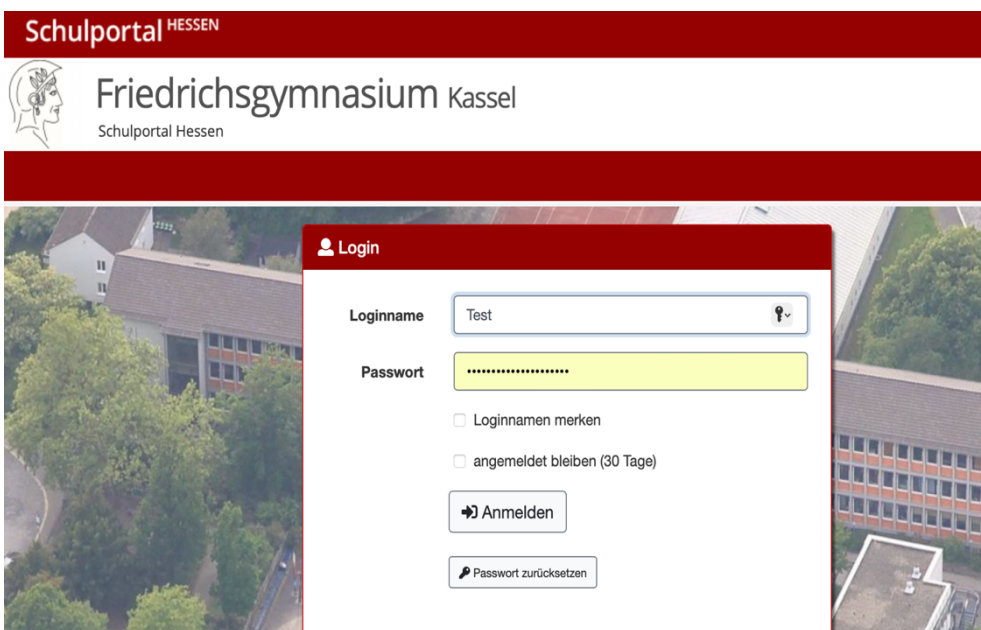 Schulportal HESSEN
Friedrichsgymnasium Kassel
Schulportal Hessen
Login
Loginname Test
Passwort •••••••••••••••••••••
Loginnamen merken
angemeldet bleiben (30 Tage)
Anmelden
Passwort zurücksetzen